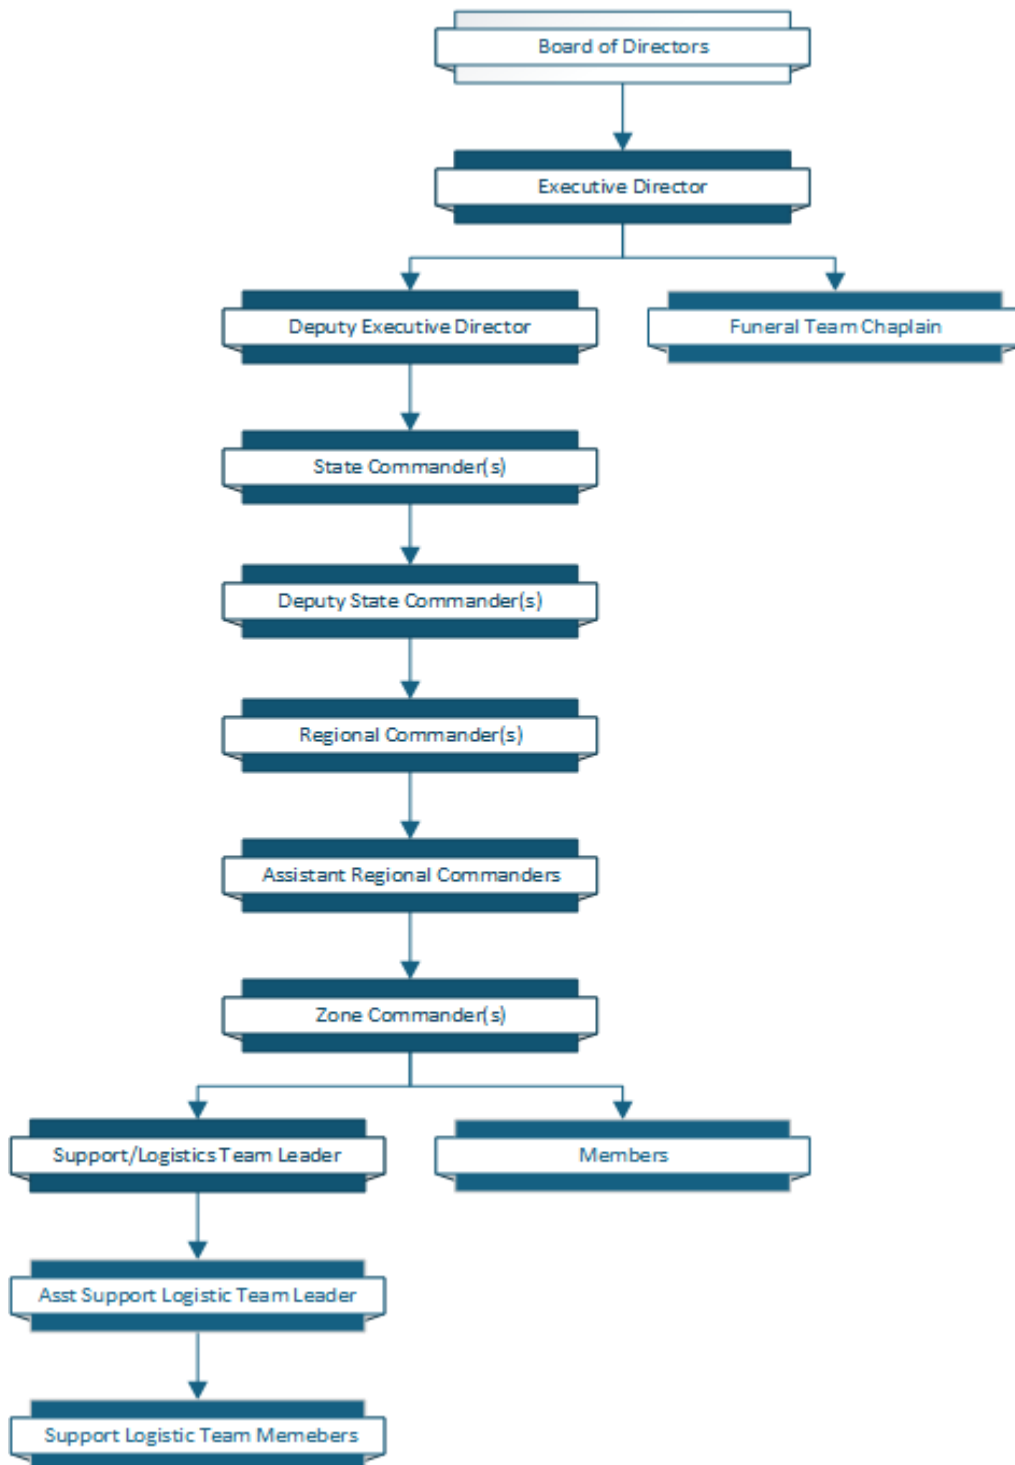 Board of Directors
Executive Director
Deputy Executive Director
Funeral Team Chaplain
State Commander(s)
Deputy State Commander(s)
Regional Commander(s)
Assistant Regional Commanders
Zone Commander(s)
Support/Logistics Team Leader
Members
Asst Support Logistic Team Leader
Support Logistic Team Memebers